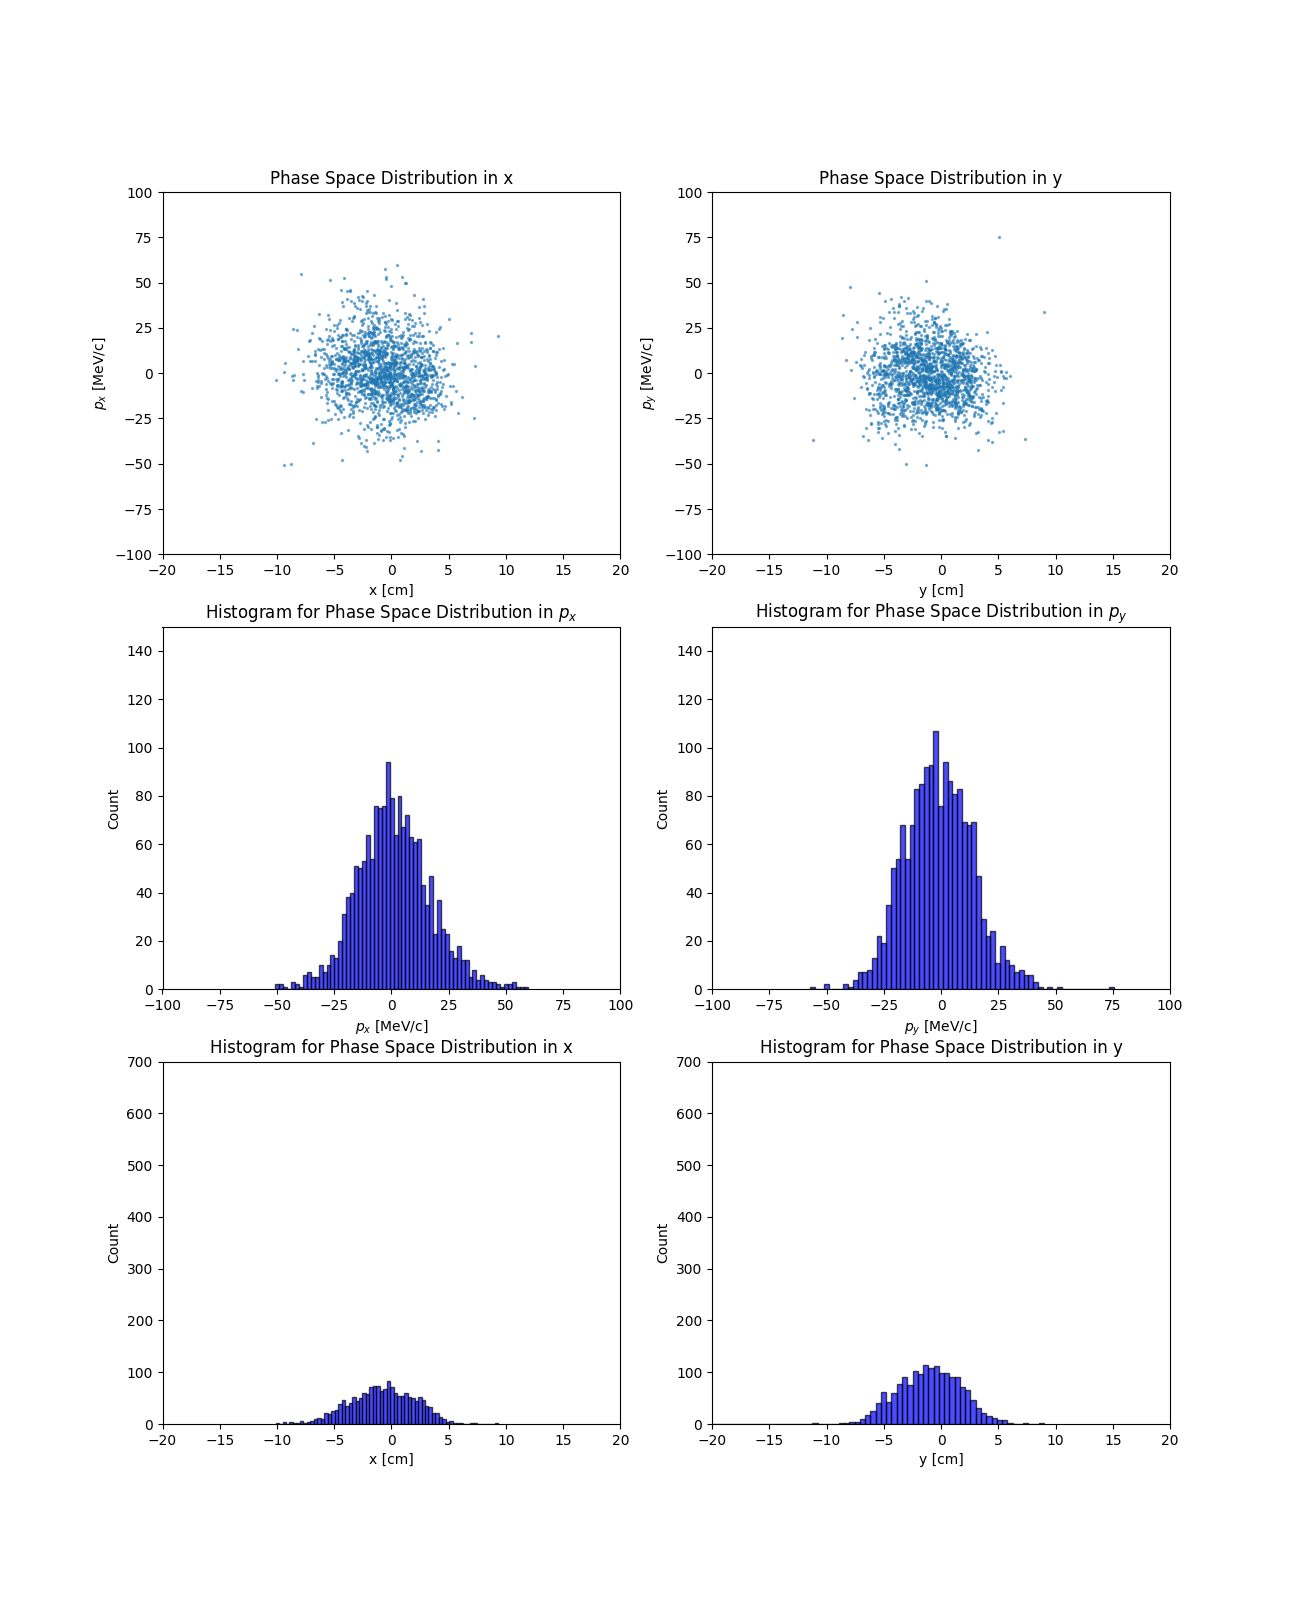 Phase Space Distribution in x
100
75
50
25
0
−25
−50
−75
−100
p_x [MeV/c]
−20 −15 −10 −5 0 5 10 15 20
x [cm]
Phase Space Distribution in y
100
75
50
25
0
−25
−50
−75
−100
p_y [MeV/c]
−20 −15 −10 −5 0 5 10 15 20
y [cm]
Histogram for Phase Space Distribution in p_x
140
120
100
80
60
40
20
0
Count
−100 −75 −50 −25 0 25 50 75 100
p_x [MeV/c]
Histogram for Phase Space Distribution in p_y
140
120
100
80
60
40
20
0
Count
−100 −75 −50 −25 0 25 50 75 100
p_y [MeV/c]
Histogram for Phase Space Distribution in x
700
600
500
400
300
200
100
0
Count
−20 −15 −10 −5 0 5 10 15 20
x [cm]
Histogram for Phase Space Distribution in y
700
600
500
400
300
200
100
0
Count
−20 −15 −10 −5 0 5 10 15 20
y [cm]